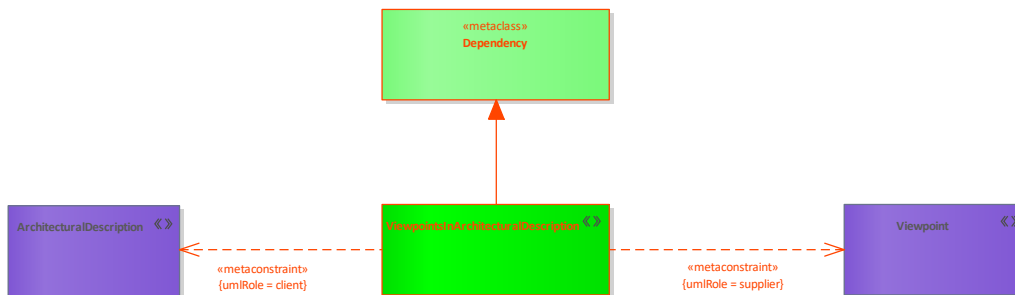 «metaclass»
Dependency
ArchitecturalDescription «»
ViewpointsInArchitecturalDescription «»
Viewpoint «»
«metaconstraint»
{umlRole = client}
«metaconstraint»
{umlRole = supplier}